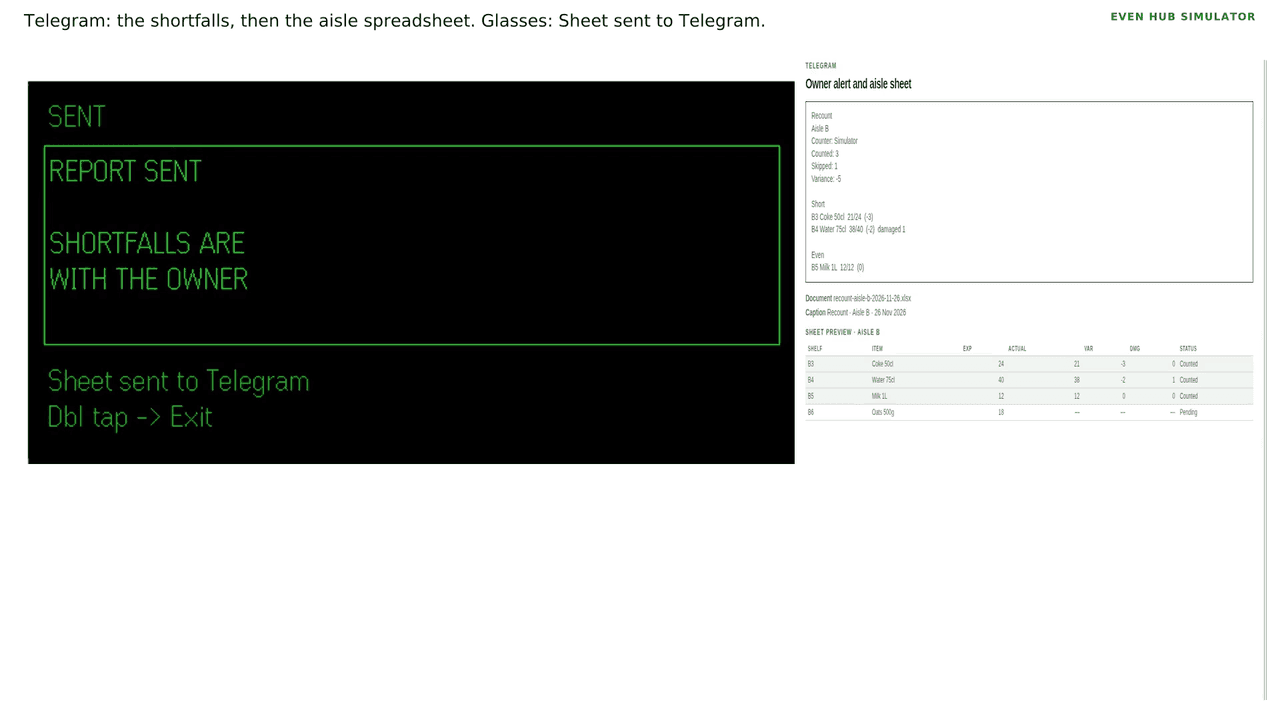 Telegram: the shortfalls, then the aisle spreadsheet. Glasses: Sheet sent to Telegram.
EVEN HUB SIMULATOR
SENT
REPORT SENT
SHORTFALLS ARE
WITH THE OWNER
Sheet sent to Telegram
Dbl tap -> Exit
TELEGRAM
Owner alert and aisle sheet
Recount
Aisle B
Counter: Simulator
Counted: 3
Skipped: 1
Variance: -5
Short
B3 Coke 50cl 21/24 (-3)
B4 Water 75cl 38/40 (-2) damaged 1
Even
B5 Milk 1L 12/12 (0)
Document recount-aisle-b-2026-11-26.xlsx
Caption Recount · Aisle B · 26 Nov 2026
SHEET PREVIEW · AISLE B
SHELF ITEM EXP ACTUAL VAR DMG STATUS
B3 Coke 50cl 24 21 -3 0 Counted
B4 Water 75cl 40 38 -2 1 Counted
B5 Milk 1L 12 12 0 0 Counted
B6 Oats 500g 18 — — — Pending